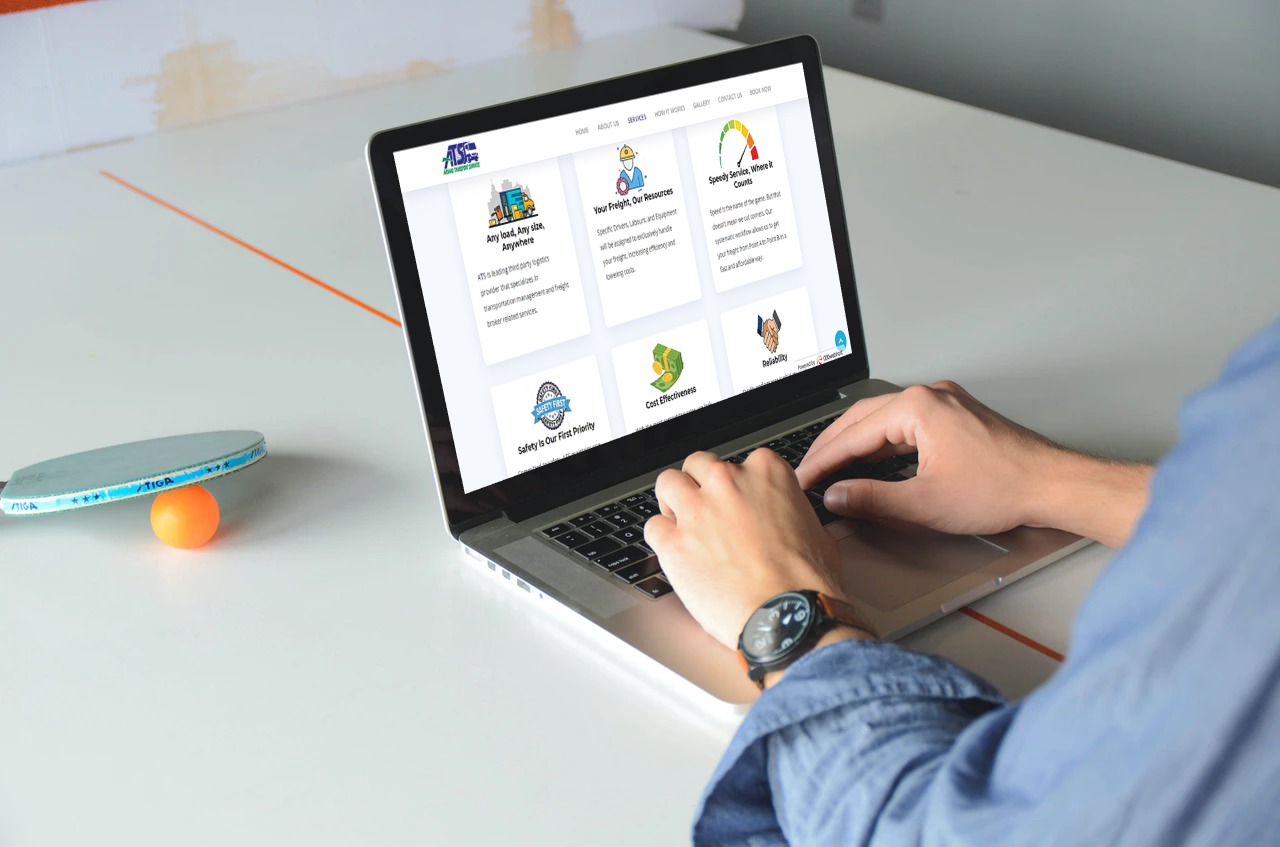 HOME ABOUT US SERVICES HOW IT WORKS GALLERY CONTACT US BOOK NOW
ATS
Any load, Any size,
Anywhere
ATS is leading third party logistics
provider that specializes in
transportation management and freight
broker related services.
Your Freight, Our Resources
Specific Drivers, Labours, and Equipment
will be assigned to exclusively handle
your freight, increasing efficiency and
lowering costs.
Speedy Service, Where it
Counts
Speed is the name of the game. But that
doesn't mean we cut corners. Our
systematic workflow allows us to get
your freight from Point A to Point B in a
fast and affordable way.
SAFETY FIRST
Safety Is Our First Priority
Cost Effectiveness
Reliability
Powered by 000webhost
STIGA
STIGA
caps lock